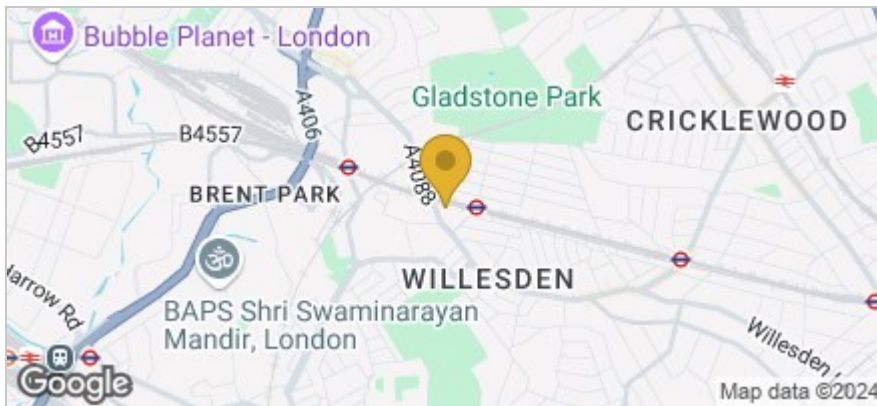 Bubble Planet - London
A406
Gladstone Park
CRICKLEWOOD
B4557
B4557
A4088
BRENT PARK
WILLESDEN
BAPS Shri Swaminarayan
Mandir, London
Harrow Rd
Willesden
Google
Map data ©2024